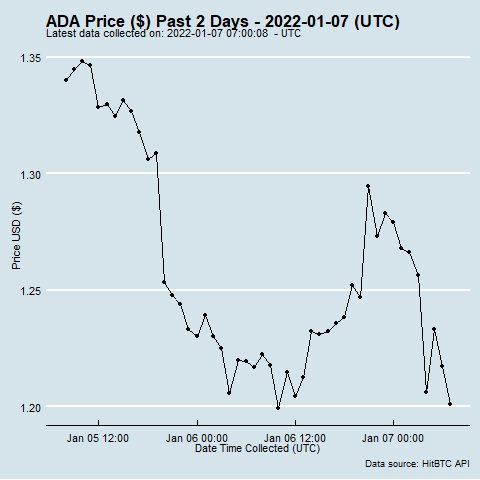 ADA Price ($) Past 2 Days - 2022-01-07 (UTC)
Latest data collected on: 2022-01-07 07:00:08 - UTC
1.35
1.30
1.25
1.20
Price USD ($)
Jan 05 12:00
Jan 06 00:00
Jan 06 12:00
Jan 07 00:00
Date Time Collected (UTC)
Data source: HitBTC API